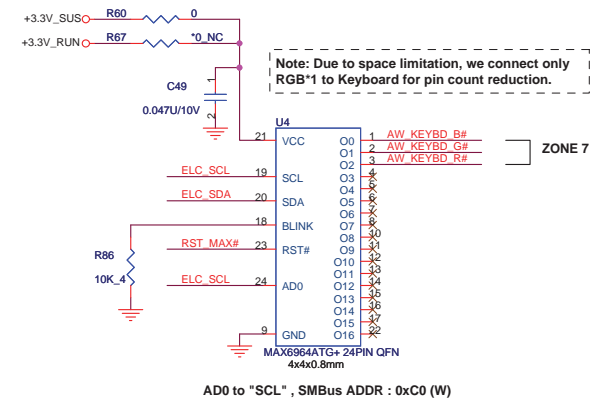 +3.3V_SUS R60 0
+3.3V_RUN R67 *0_NC
Note: Due to space limitation, we connect only
RGB*1 to Keyboard for pin count reduction.
C49
1
0.047U/10V
2
U4
21 VCC O0 1 AW_KEYBD_B#
O1 2 AW_KEYBD_G#
O2 3 AW_KEYBD_R#
ZONE 7
ELC_SCL 19 SCL O3 4
O4 5
ELC_SDA 20 SDA O5 6
O6 7
18 BLINK O7 8
O8 10
RST_MAX# 23 RST# O9 11
O10 12
O11 13
ELC_SCL 24 AD0 O12 14
O13 15
O14 16
O15 17
9 GND O16 22
R86
10K_4
MAX6964ATG+ 24PIN QFN
4x4x0.8mm
AD0 to "SCL" , SMBus ADDR : 0xC0 (W)